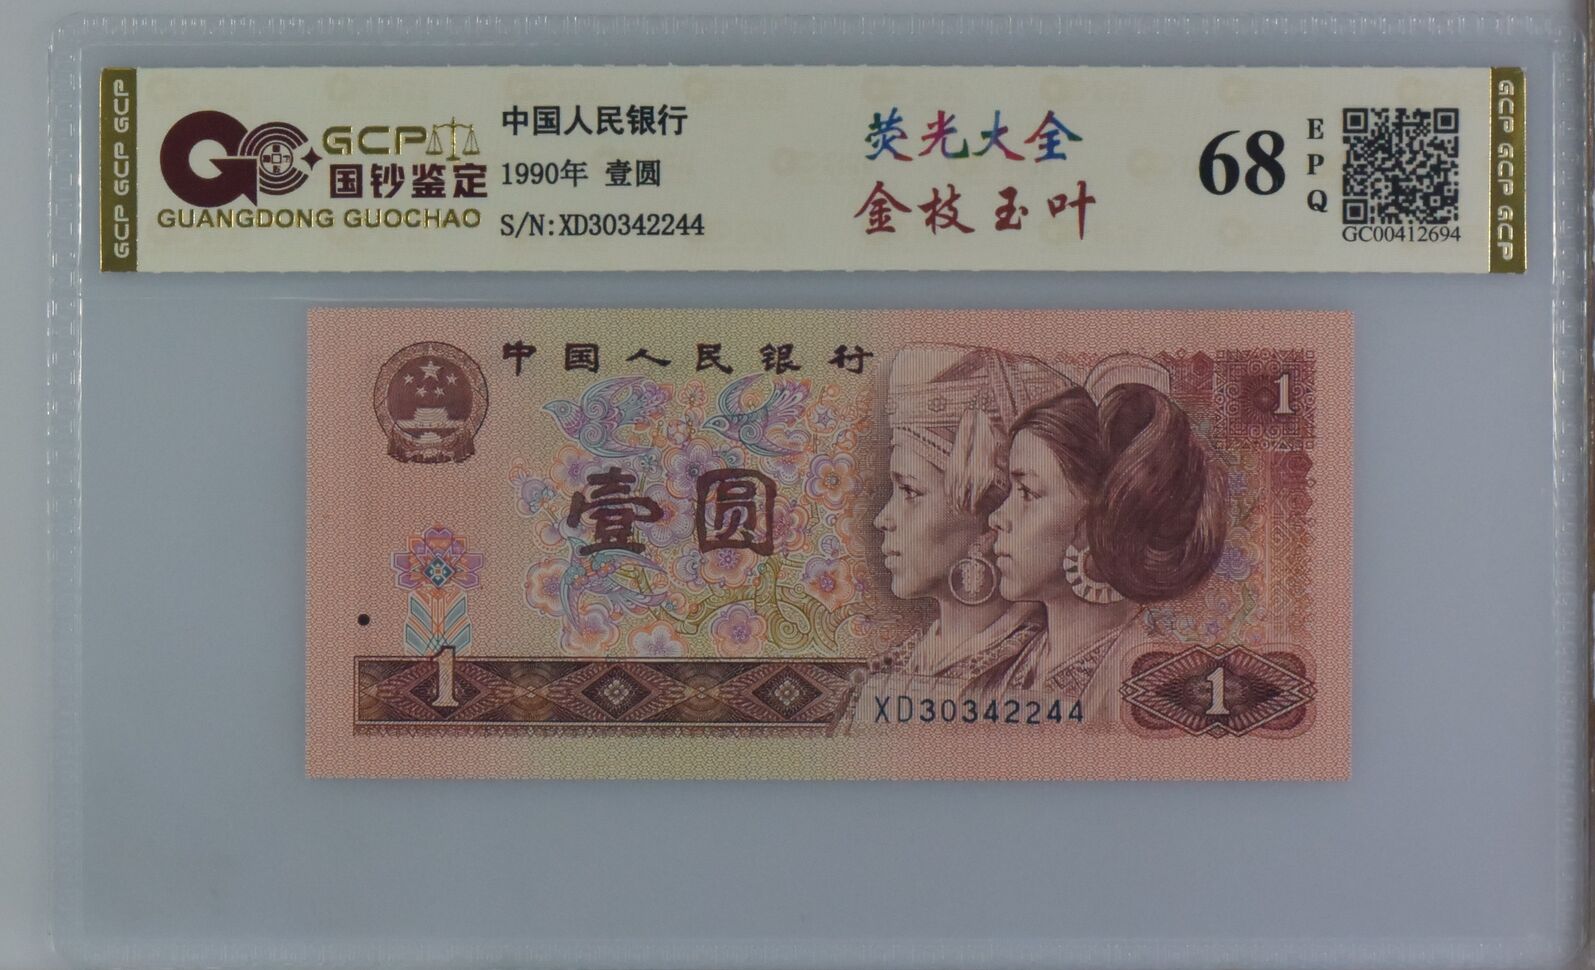 GCP GCP GCP
GCP
国钞鉴定
GUANGDONG GUOCHAO
中国人民银行
1990年 壹圆
S/N:XD30342244
荧光大全
金枝玉叶
68
EPQ
GC00412694
GCP GCP GCP
中国人民银行
1
壹圆
1
XD30342244
1